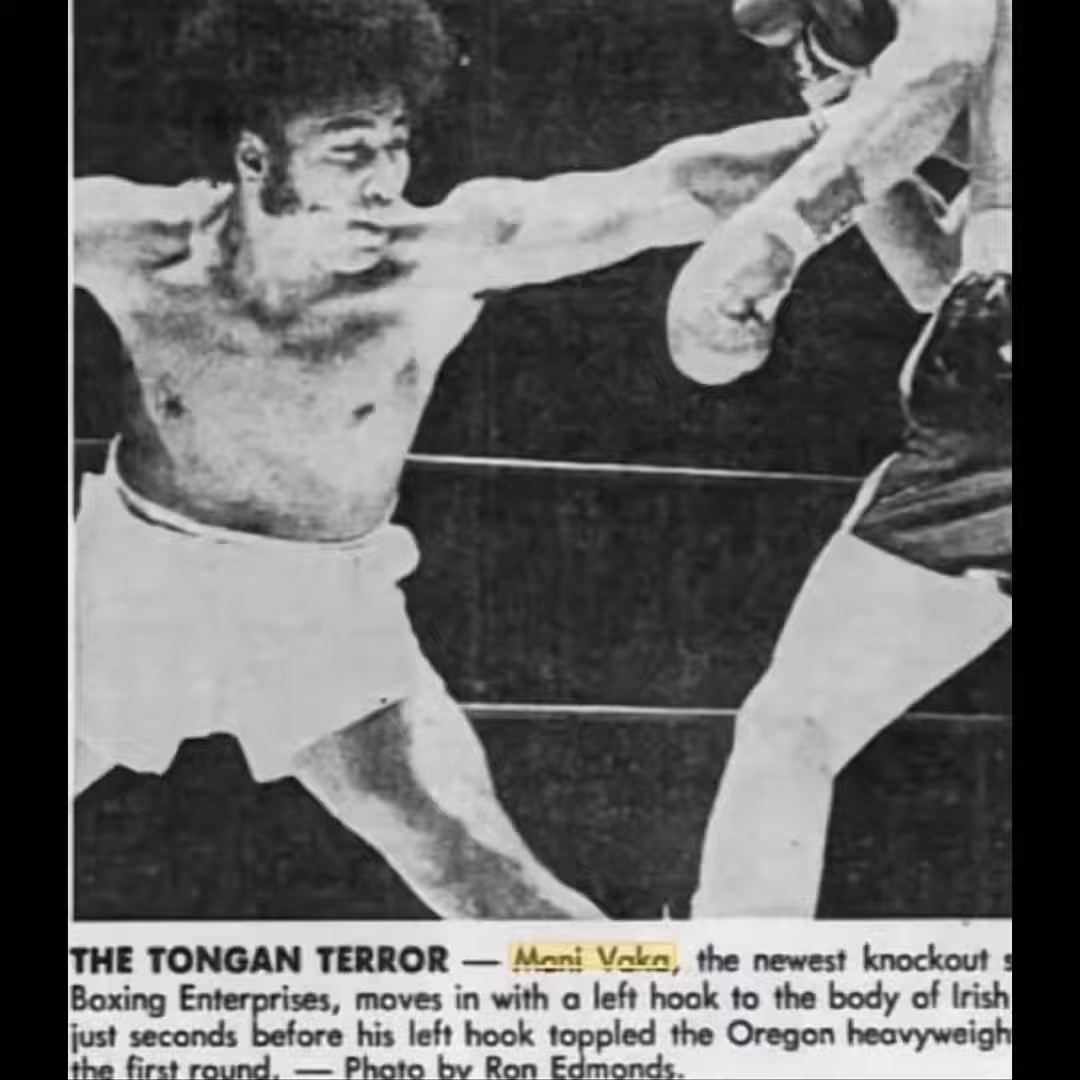 THE TONGAN TERROR — Mani Vaka, the newest knockout s
Boxing Enterprises, moves in with a left hook to the body of Irish
just seconds before his left hook toppled the Oregon heavyweigh
the first round. — Photo by Ron Edmonds.